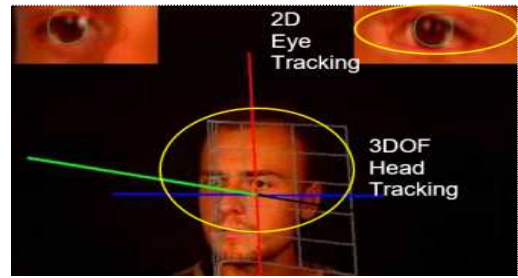 2D
Eye
Tracking
3DOF
Head
Tracking